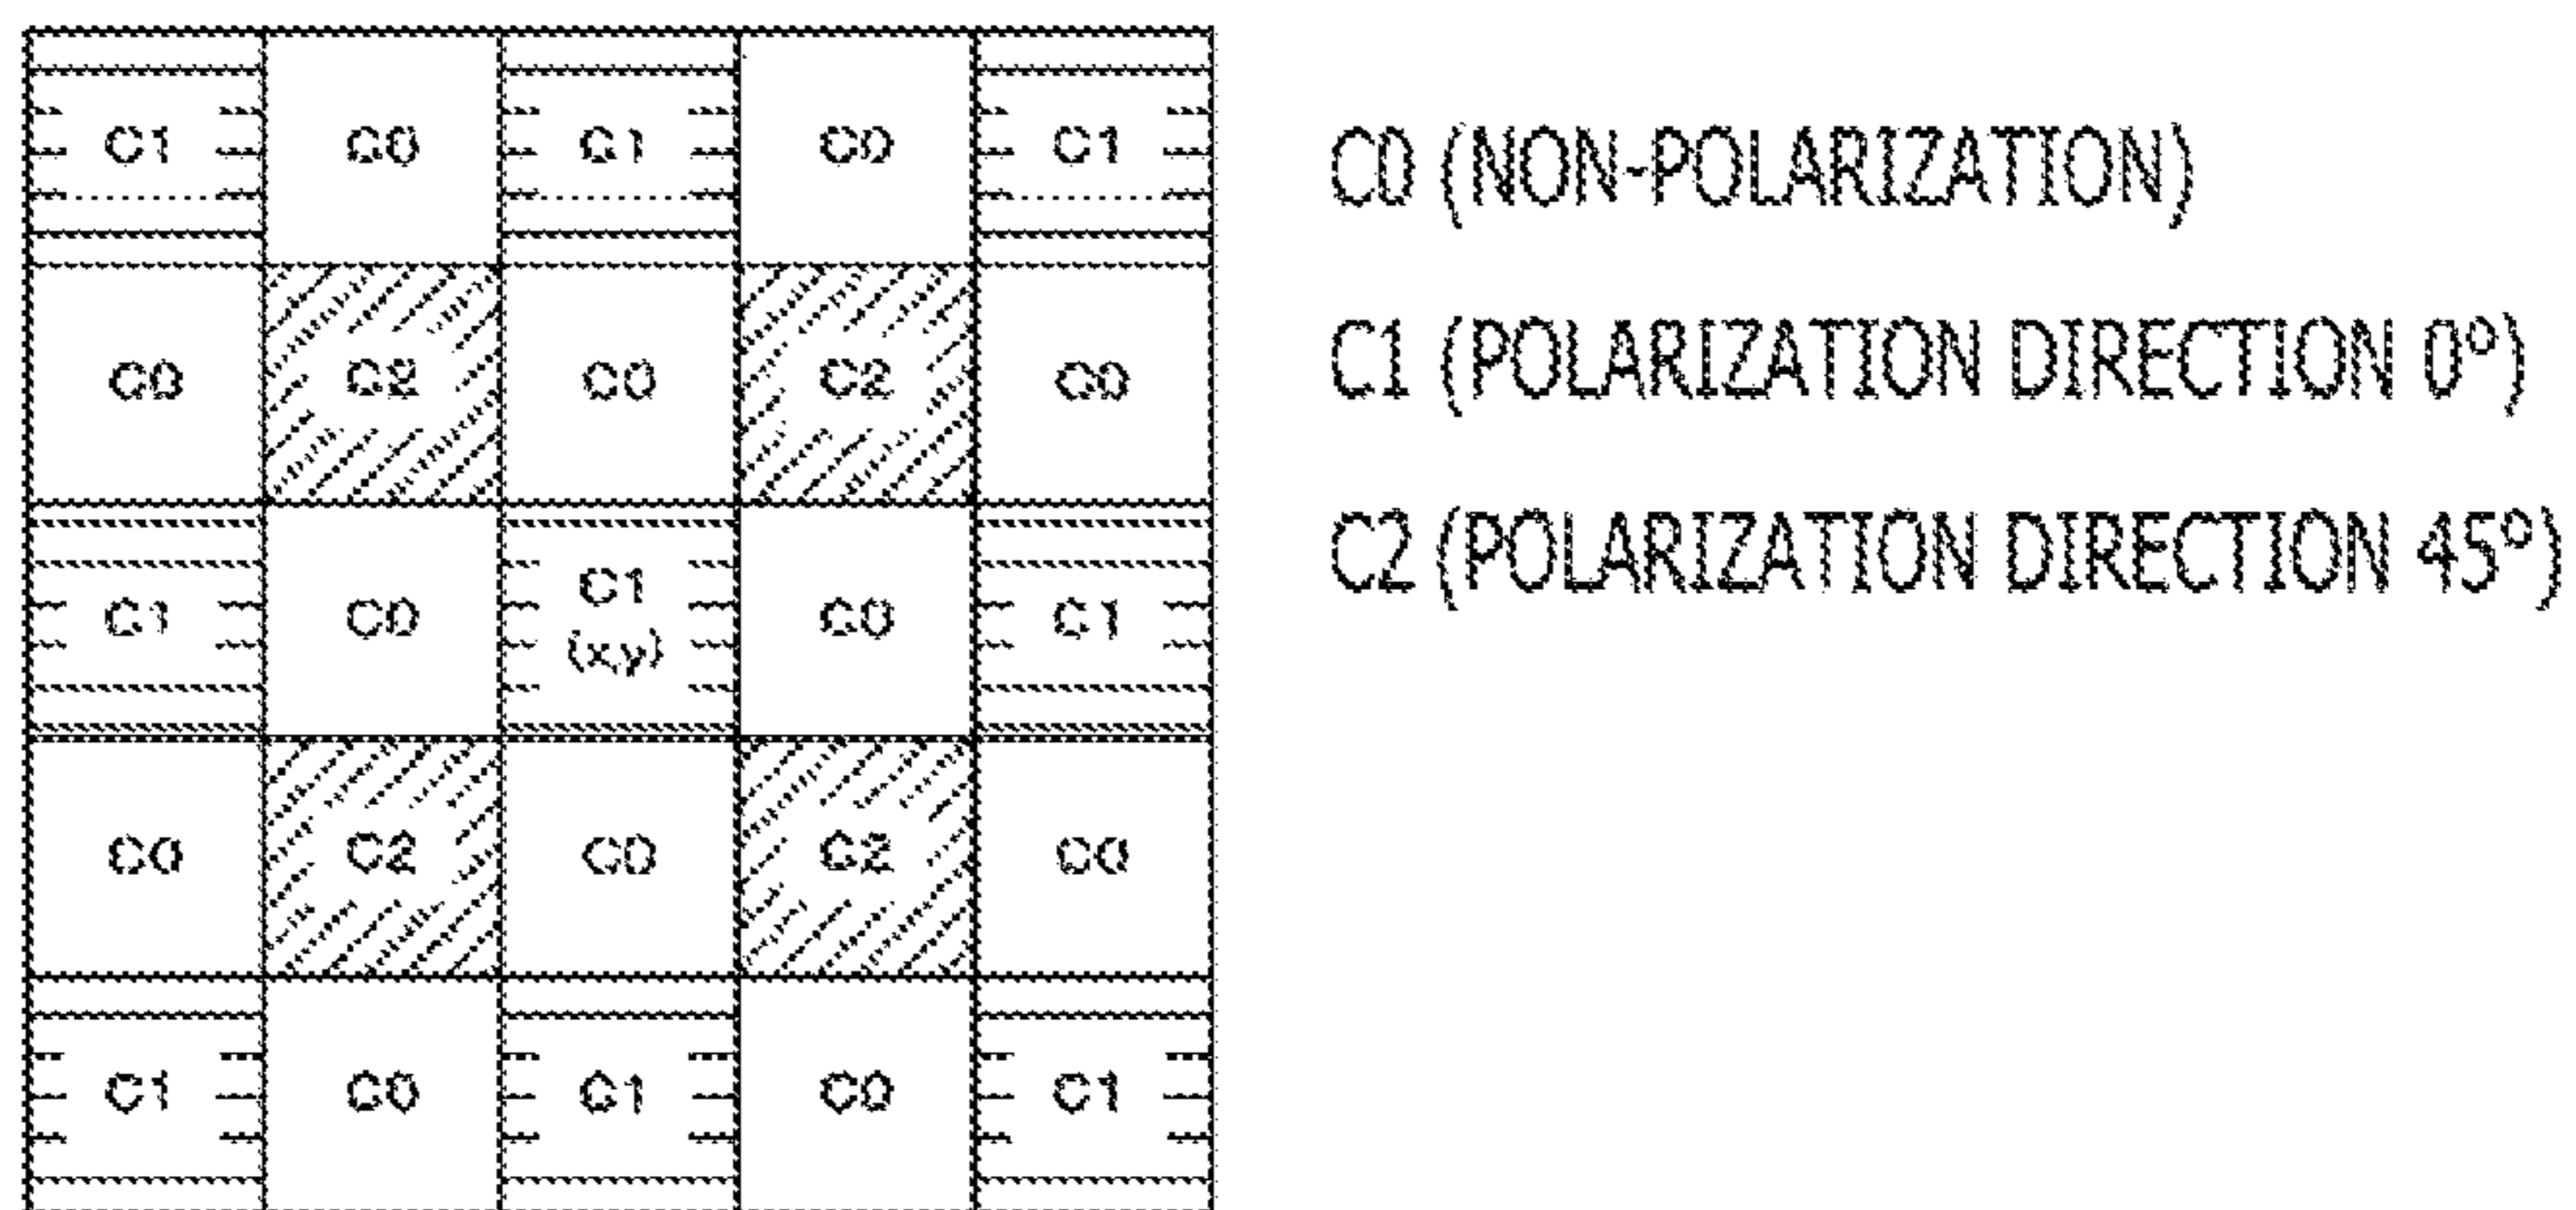 C1 C0 C1 C0 C1
C0 C2 C0 C2 C0
C1 C0 C1 (x,y) C0 C1
C0 C2 C0 C2 C0
C1 C0 C1 C0 C1
C0 (NON-POLARIZATION)
C1 (POLARIZATION DIRECTION 0°)
C2 (POLARIZATION DIRECTION 45°)